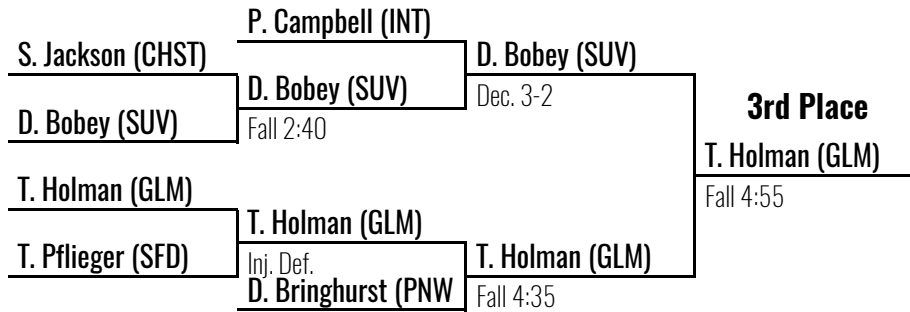 P. Campbell (INT)
S. Jackson (CHST)
D. Bobey (SUV)
D. Bobey (SUV)
Dec. 3-2
D. Bobey (SUV)
Fall 2:40
3rd Place
T. Holman (GLM)
Fall 4:55
T. Holman (GLM)
T. Holman (GLM)
Inj. Def.
T. Pflieger (SFD)
T. Holman (GLM)
Fall 4:35
D. Bringhurst (PNW